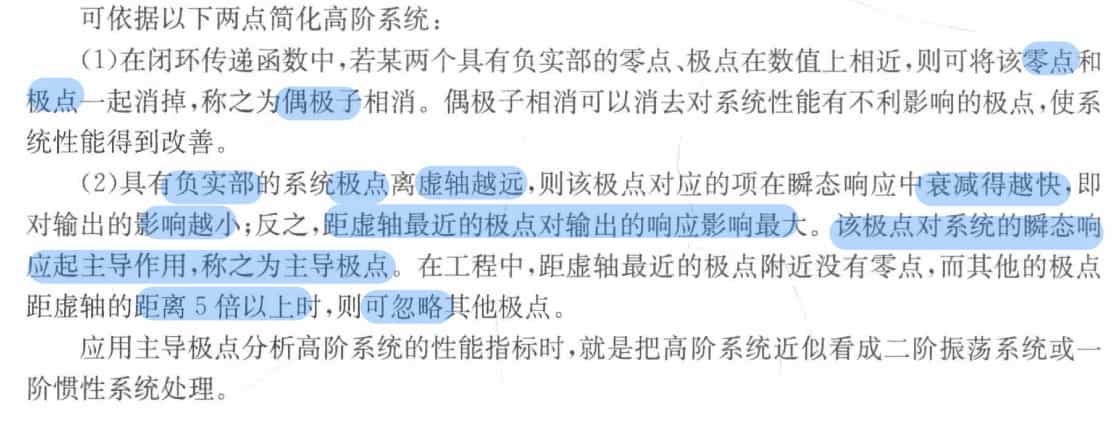 可依据以下两点简化高阶系统：
(1)在闭环传递函数中，若某两个具有负实部的零点、极点在数值上相近，则可将该零点和
极点一起消掉，称之为偶极子相消。偶极子相消可以消去对系统性能有不利影响的极点，使系
统性能得到改善。
(2)具有负实部的系统极点离虚轴越远，则该极点对应的项在瞬态响应中衰减得越快，即
对输出的影响越小；反之，距虚轴最近的极点对输出的响应影响最大。该极点对系统的瞬态响
应起主导作用，称之为主导极点。在工程中，距虚轴最近的极点附近没有零点，而其他的极点
距虚轴的距离 5 倍以上时，则可忽略其他极点。
应用主导极点分析高阶系统的性能指标时，就是把高阶系统近似看成二阶振荡系统或一
阶惯性系统处理。